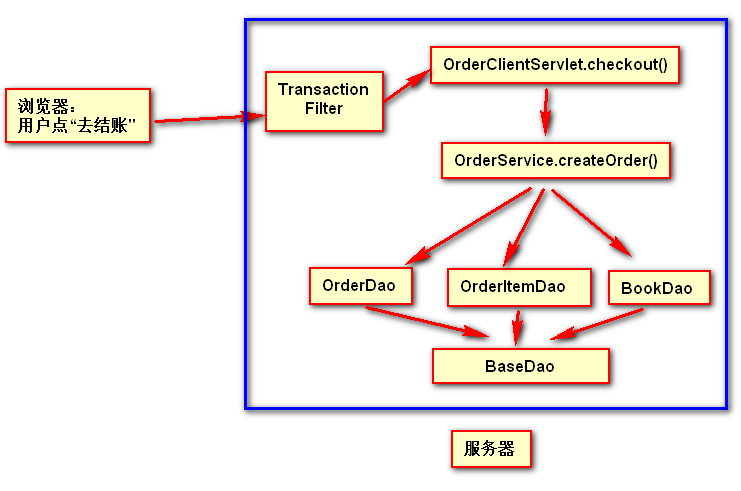 浏览器：
用户点“去结账”
Transaction
Filter
OrderClientServlet.checkout()
OrderService.createOrder()
OrderDao
OrderItemDao
BookDao
BaseDao
服务器